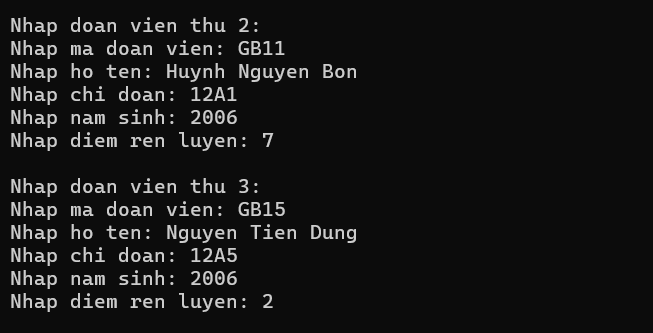 Nhap doan vien thu 2:
Nhap ma doan vien: GB11
Nhap ho ten: Huynh Nguyen Bon
Nhap chi doan: 12A1
Nhap nam sinh: 2006
Nhap diem ren luyen: 7
Nhap doan vien thu 3:
Nhap ma doan vien: GB15
Nhap ho ten: Nguyen Tien Dung
Nhap chi doan: 12A5
Nhap nam sinh: 2006
Nhap diem ren luyen: 2